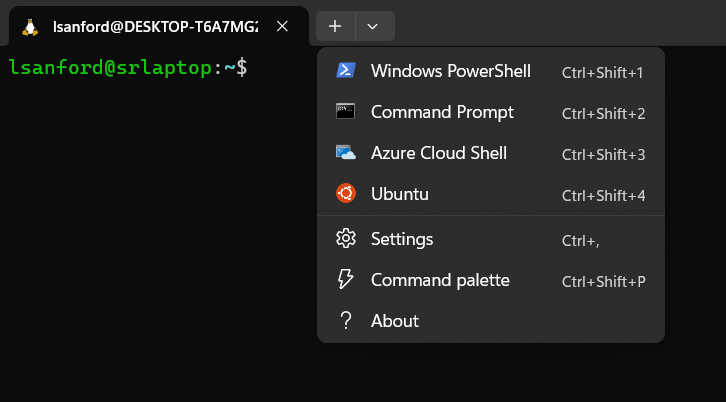 lsanford@DESKTOP-T6A7MG2
lsanford@srlaptop:~$
Windows PowerShell Ctrl+Shift+1
Command Prompt Ctrl+Shift+2
Azure Cloud Shell Ctrl+Shift+3
Ubuntu Ctrl+Shift+4
Settings Ctrl+,
Command palette Ctrl+Shift+P
About